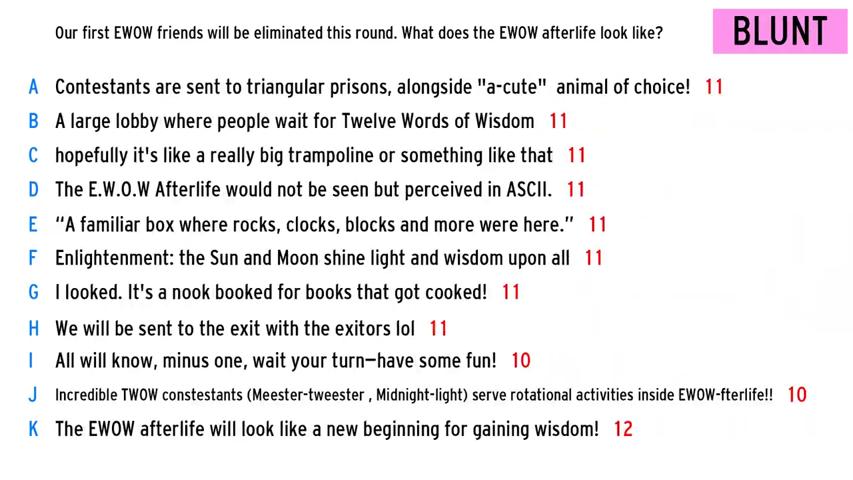 Our first EWOW friends will be eliminated this round. What does the EWOW afterlife look like?
BLUNT
A Contestants are sent to triangular prisons, alongside "a-cute" animal of choice! 11
B A large lobby where people wait for Twelve Words of Wisdom 11
C hopefully it's like a really big trampoline or something like that 11
D The E.W.O.W Afterlife would not be seen but perceived in ASCII. 11
E “A familiar box where rocks, clocks, blocks and more were here.” 11
F Enlightenment: the Sun and Moon shine light and wisdom upon all 11
G I looked. It's a nook booked for books that got cooked! 11
H We will be sent to the exit with the exitors lol 11
I All will know, minus one, wait your turn—have some fun! 10
J Incredible TWOW constestants (Meester-tweester , Midnight-light) serve rotational activities inside EWOW-fterlife!! 10
K The EWOW afterlife will look like a new beginning for gaining wisdom! 12